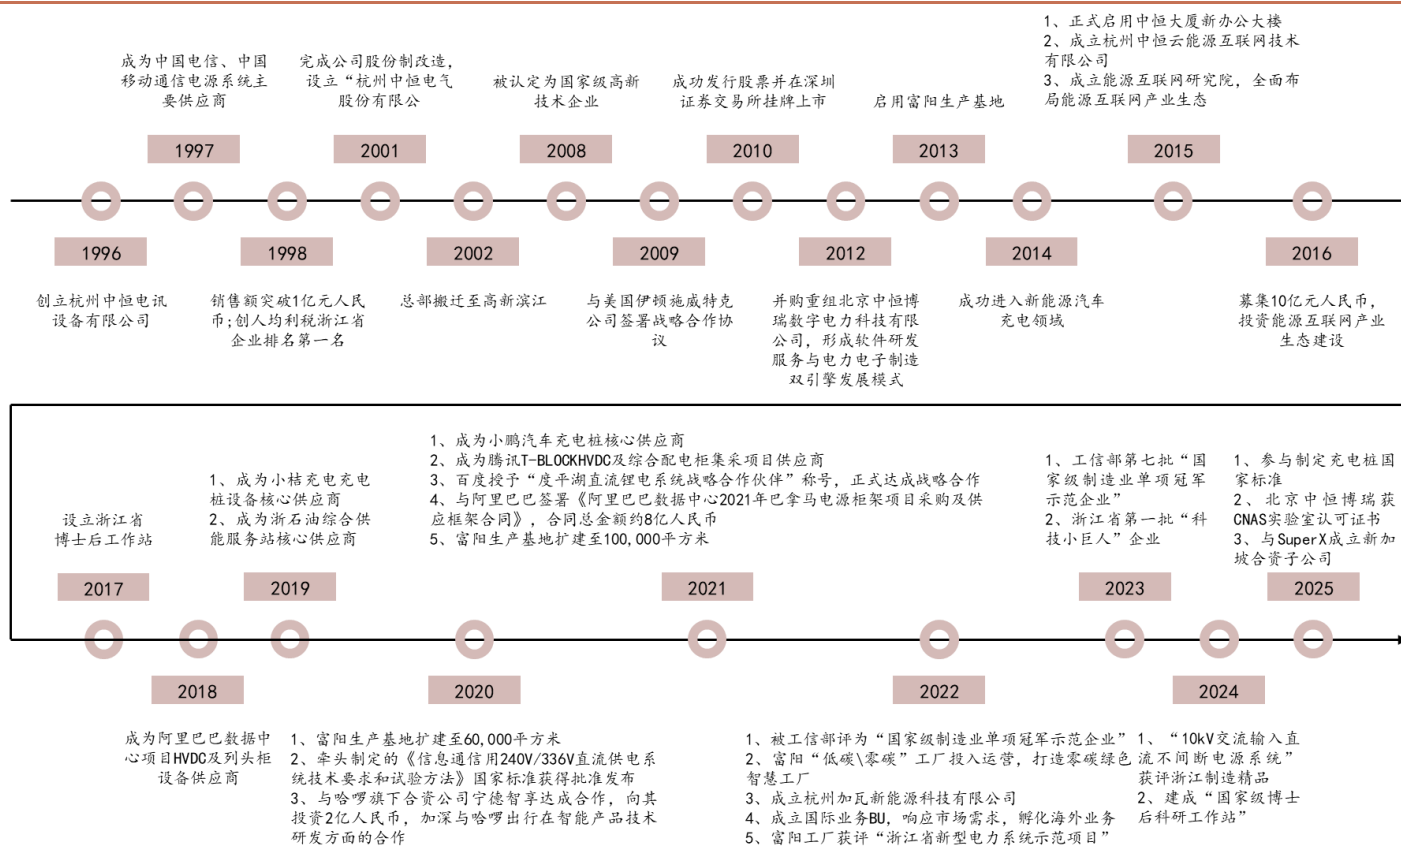 成为中国电信、中国
移动通信电源系统主
要供应商
1997
完成公司股份制改造，
设立“杭州中恒电气
股份有限公
2001
被认定为国家级高新
技术企业
2008
成功发行股票并在深圳
证券交易所挂牌上市
2010
启用富阳生产基地
2013
1、正式启用中恒大厦新办公大楼
2、成立杭州中恒云能源互联网技术
有限公司
3、成立能源互联网研究院，全面布
局能源互联网产业生态
2015
1996
创立杭州中恒电讯
设备有限公司
1998
销售额突破1亿元人民
币;创人均利税浙江省
企业排名第一名
2002
总部搬迁至高新滨江
2009
与美国伊顿施威特克
公司签署战略合作协
议
2012
并购重组北京中恒博
瑞数字电力科技有限
公司，形成软件研发
服务与电力电子制造
双引擎发展模式
2014
成功进入新能源汽车
充电领域
2016
募集10亿元人民币，
投资能源互联网产业
生态建设
设立浙江省
博士后工作站
2017
1、成为小桔充电充电
桩设备核心供应商
2、成为浙石油综合供
能服务站核心供应商
2019
1、成为小鹏汽车充电桩核心供应商
2、成为腾讯T-BLOCKHVDC及综合配电柜集采项目供应商
3、百度授予“度平湖直流锂电系统战略合作伙伴”称号，正式达成战略合作
4、与阿里巴巴签署《阿里巴巴数据中心2021年巴拿马电源柜架项目采购及供
应框架合同》，合同总金额约8亿人民币
5、富阳生产基地扩建至100,000平方米
2021
1、工信部第七批“国
家级制造业单项冠军
示范企业”
2、浙江省第一批“科
技小巨人”企业
2023
1、参与制定充电桩国
家标准
2、北京中恒博瑞获
CNAS实验室认可证书
3、与SuperX成立新加
坡合资子公司
2025
2018
成为阿里巴巴数据中
心项目HVDC及列头柜
设备供应商
2020
1、富阳生产基地扩建至60,000平方米
2、牵头制定的《信息通信用240V/336V直流供电系
统技术要求和试验方法》国家标准获得批准发布
3、与哈啰旗下合资公司宁德智享达成合作，向其
投资2亿人民币，加深与哈啰出行在智能产品技术
研发方面的合作
2022
1、被工信部评为“国家级制造业单项冠军示范企业”
2、富阳“低碳\零碳”工厂投入运营，打造零碳绿色
智慧工厂
3、成立杭州加瓦新能源科技有限公司
4、成立国际业务BU，响应市场需求，孵化海外业务
5、富阳工厂获评“浙江省新型电力系统示范项目”
2024
1、“10kV交流输入直
流不间断电源系统”
获评浙江制造精品
2、建成“国家级博士
后科研工作站”